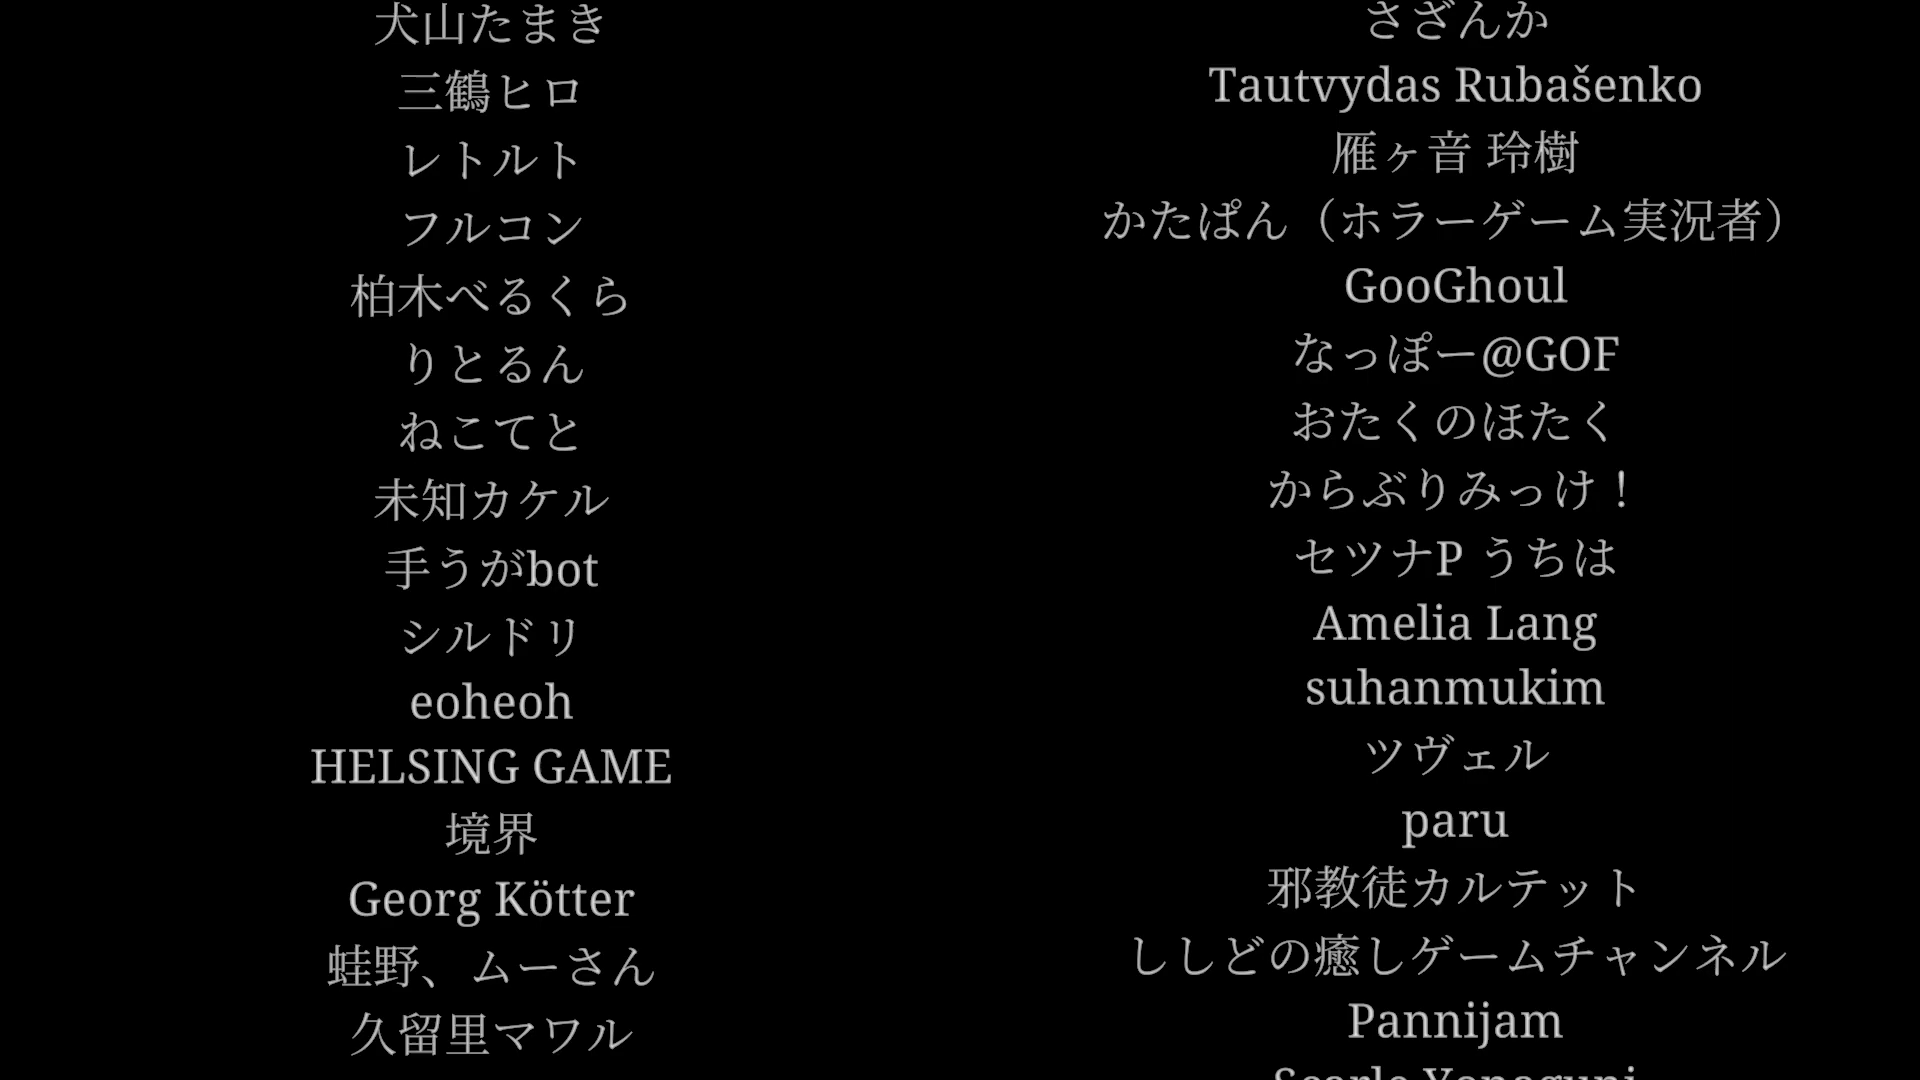 犬山たまき
三鶴ヒロ
レトルト
フルコン
柏木べるくら
りとるん
ねこてと
未知カケル
手うがbot
シルドリ
eoheoh
HELSING GAME
境界
Georg Kötter
蛙野、ムーさん
久留里マワル
さざんか
Tautvydas Rubašenko
雁ヶ音 玲樹
かたぱん（ホラーゲーム実況者）
GooGhoul
なっぽー@GOF
おたくのほたく
からぶりみっけ！
セツナP うちは
Amelia Lang
suhanmukim
ツヴェル
paru
邪教徒カルテット
ししどの癒しゲームチャンネル
Pannijam